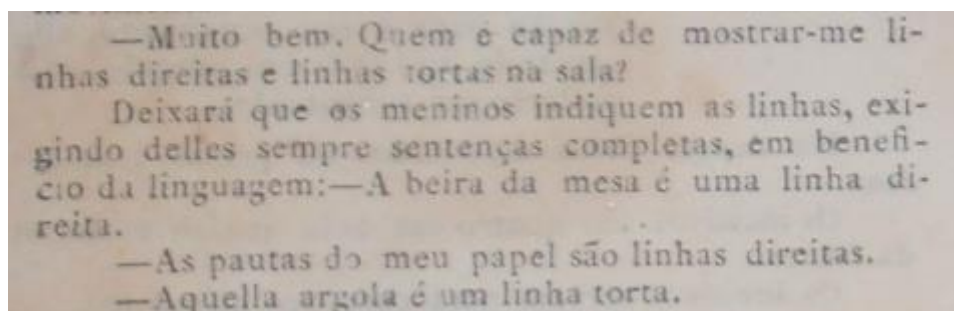 —Muito bem. Quem é capaz de mostrar-me li-
nhas direitas e linhas tortas na sala?
Deixará que os meninos indiquem as linhas, exi-
gindo delles sempre sentenças completas, em benefi-
cio da linguagem:—A beira da mesa é uma linha di-
reita.
—As pautas do meu papel são linhas direitas.
—Aquella argola é um linha torta.